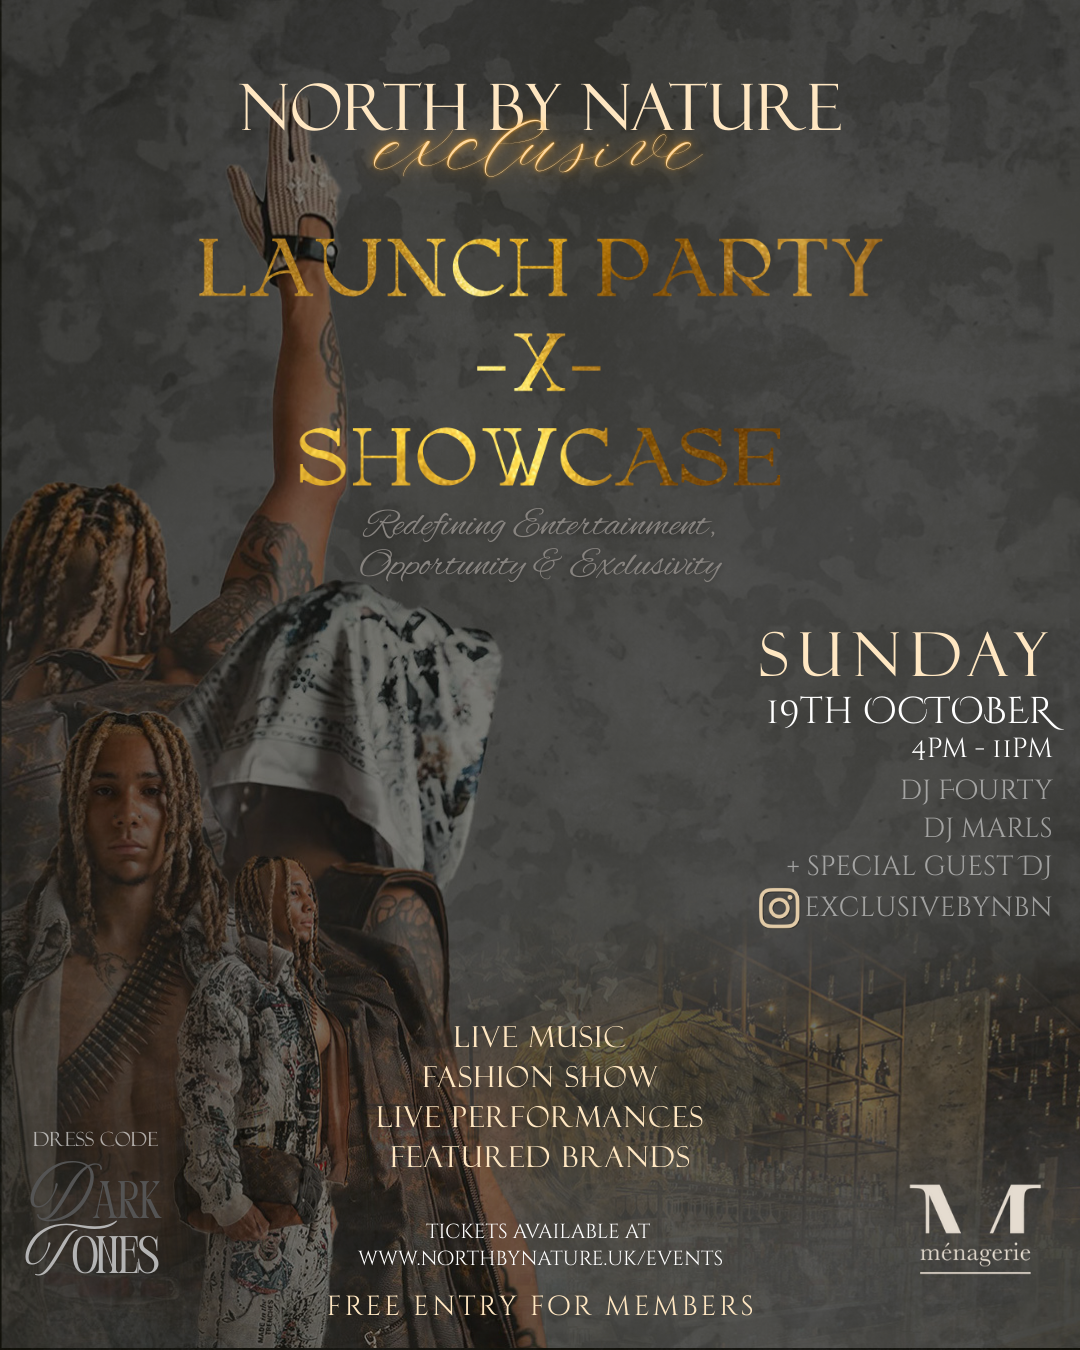 NORTH BY NATURE
exclusive
LAUNCH PARTY
-X-
SHOWCASE
Redefining Entertainment,
Opportunity & Exclusivity
SUNDAY
19TH OCTOBER
4PM - 11PM
DJ FOURTY
DJ MARLS
+ SPECIAL GUEST DJ
EXCLUSIVEBYNBN
LIVE MUSIC
FASHION SHOW
LIVE PERFORMANCES
FEATURED BRANDS
DRESS CODE
DARK
TONES
TICKETS AVAILABLE AT
WWW.NORTHBYNATURE.UK/EVENTS
FREE ENTRY FOR MEMBERS
M
ménagerie